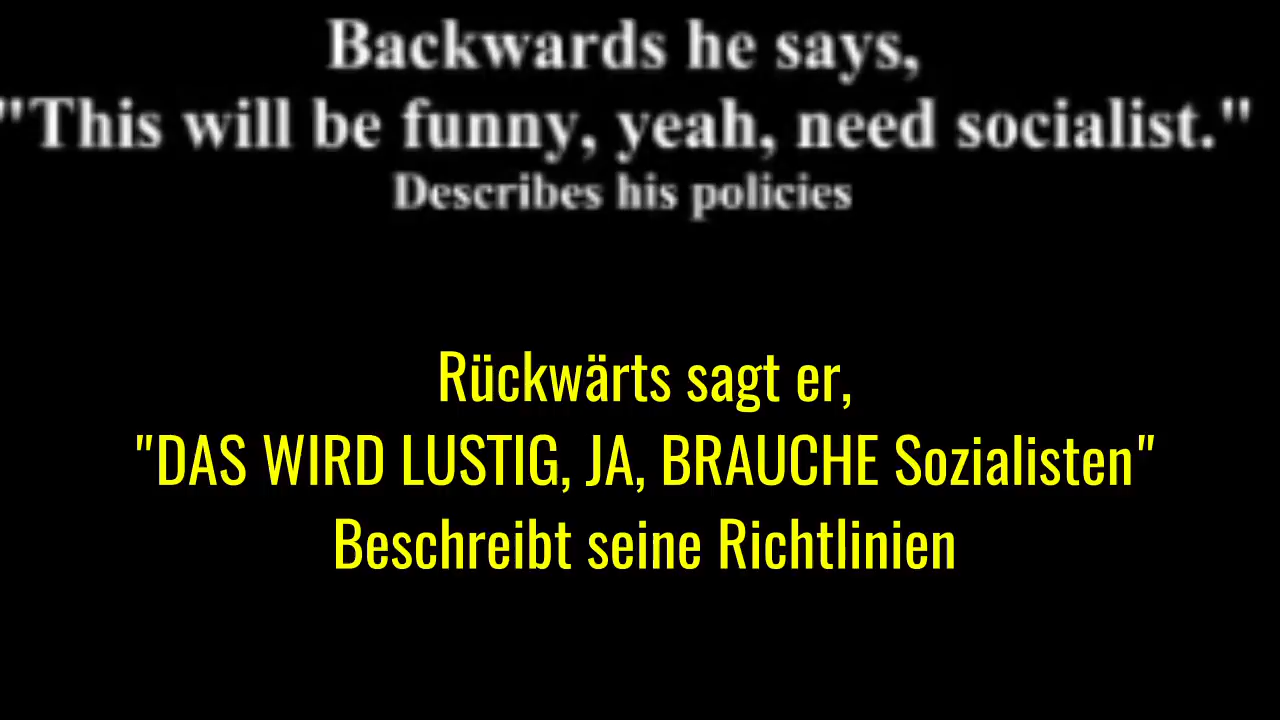 Backwards he says,
"This will be funny, yeah, need socialist."
Describes his policies
Rückwärts sagt er,
"DAS WIRD LUSTIG, JA, BRAUCHE Sozialisten"
Beschreibt seine Richtlinien